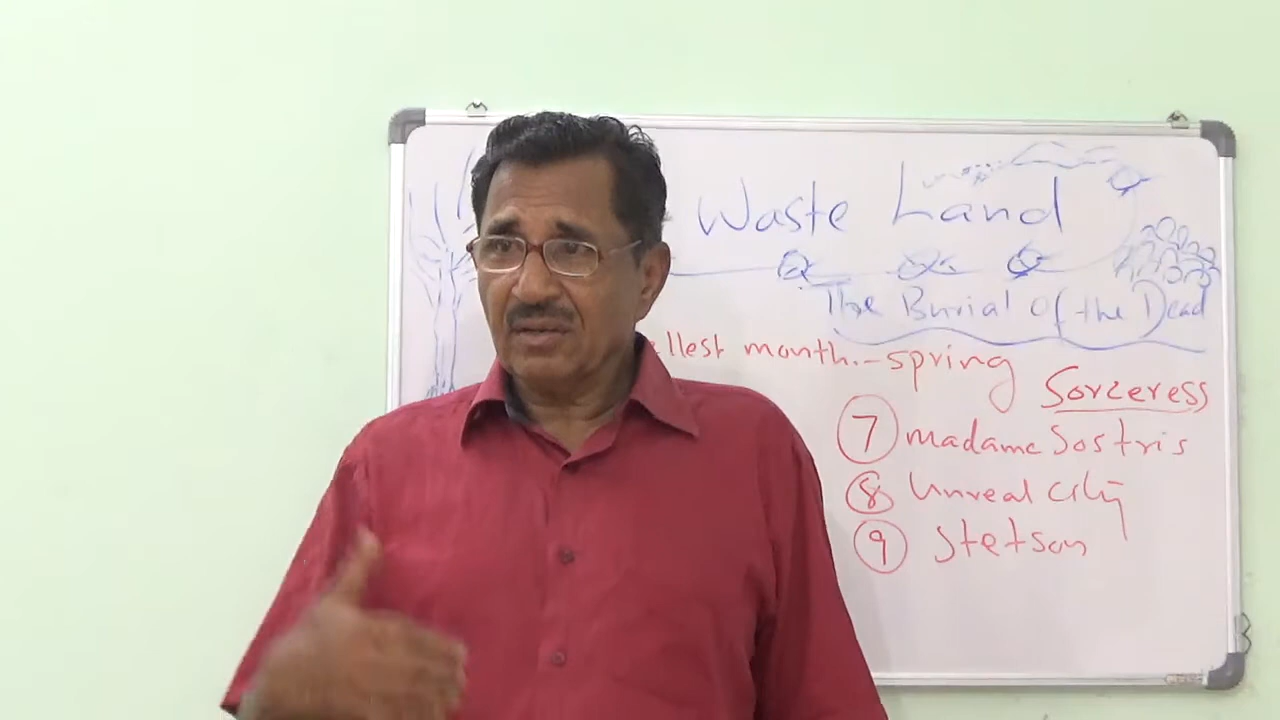 Waste Land
The Burial of the Dead
llest month.-spring
Sorceress
7 madame Sostris
8 Unreal City
9 Stetson